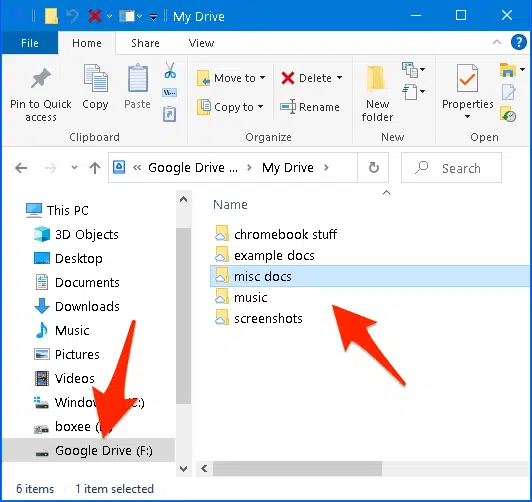 My Drive
File Home Share View
Pin to Quick access
Copy
Paste
Clipboard
Move to
Copy to
Delete
Rename
Organize
New folder
New
Properties
Open
Google Drive ... My Drive
Search
This PC
3D Objects
Desktop
Documents
Downloads
Music
Pictures
Videos
boxee
Google Drive (F:)
Name
chromebook stuff
example docs
misc docs
music
screenshots
6 items 1 item selected